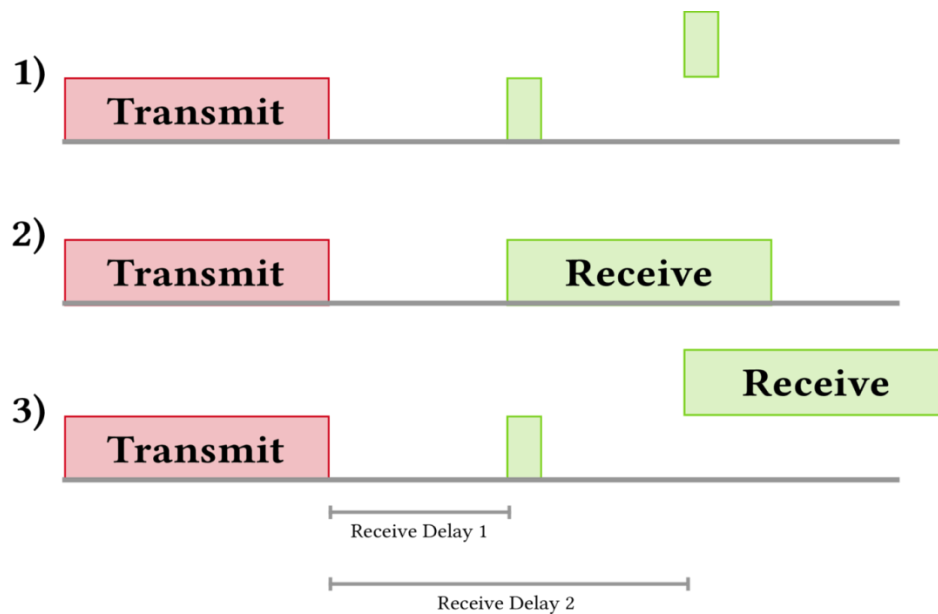 1)
Transmit
2)
Transmit
Receive
Receive
3)
Transmit
Receive Delay 1
Receive Delay 2